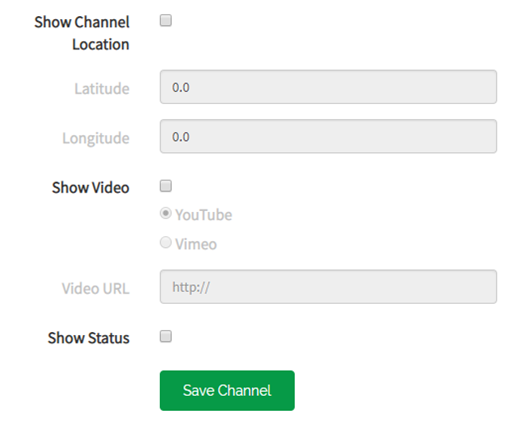 Show Channel
Location
Latitude
0.0
Longitude
0.0
Show Video
YouTube
Vimeo
Video URL
http://
Show Status
Save Channel